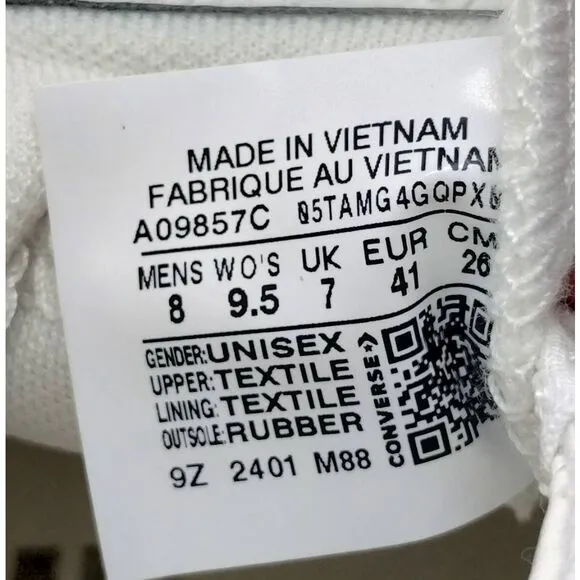 MADE IN VIETNAM
FABRIQUE AU VIETNAM
A09857C 05TAMG4GQPX
MENS WO'S UK EUR CM
8 9.5 7 41 26
GENDER:UNISEX
UPPER:TEXTILE
LINING:TEXTILE
OUTSOLE:RUBBER
CONVERSE
9Z 2401 M88